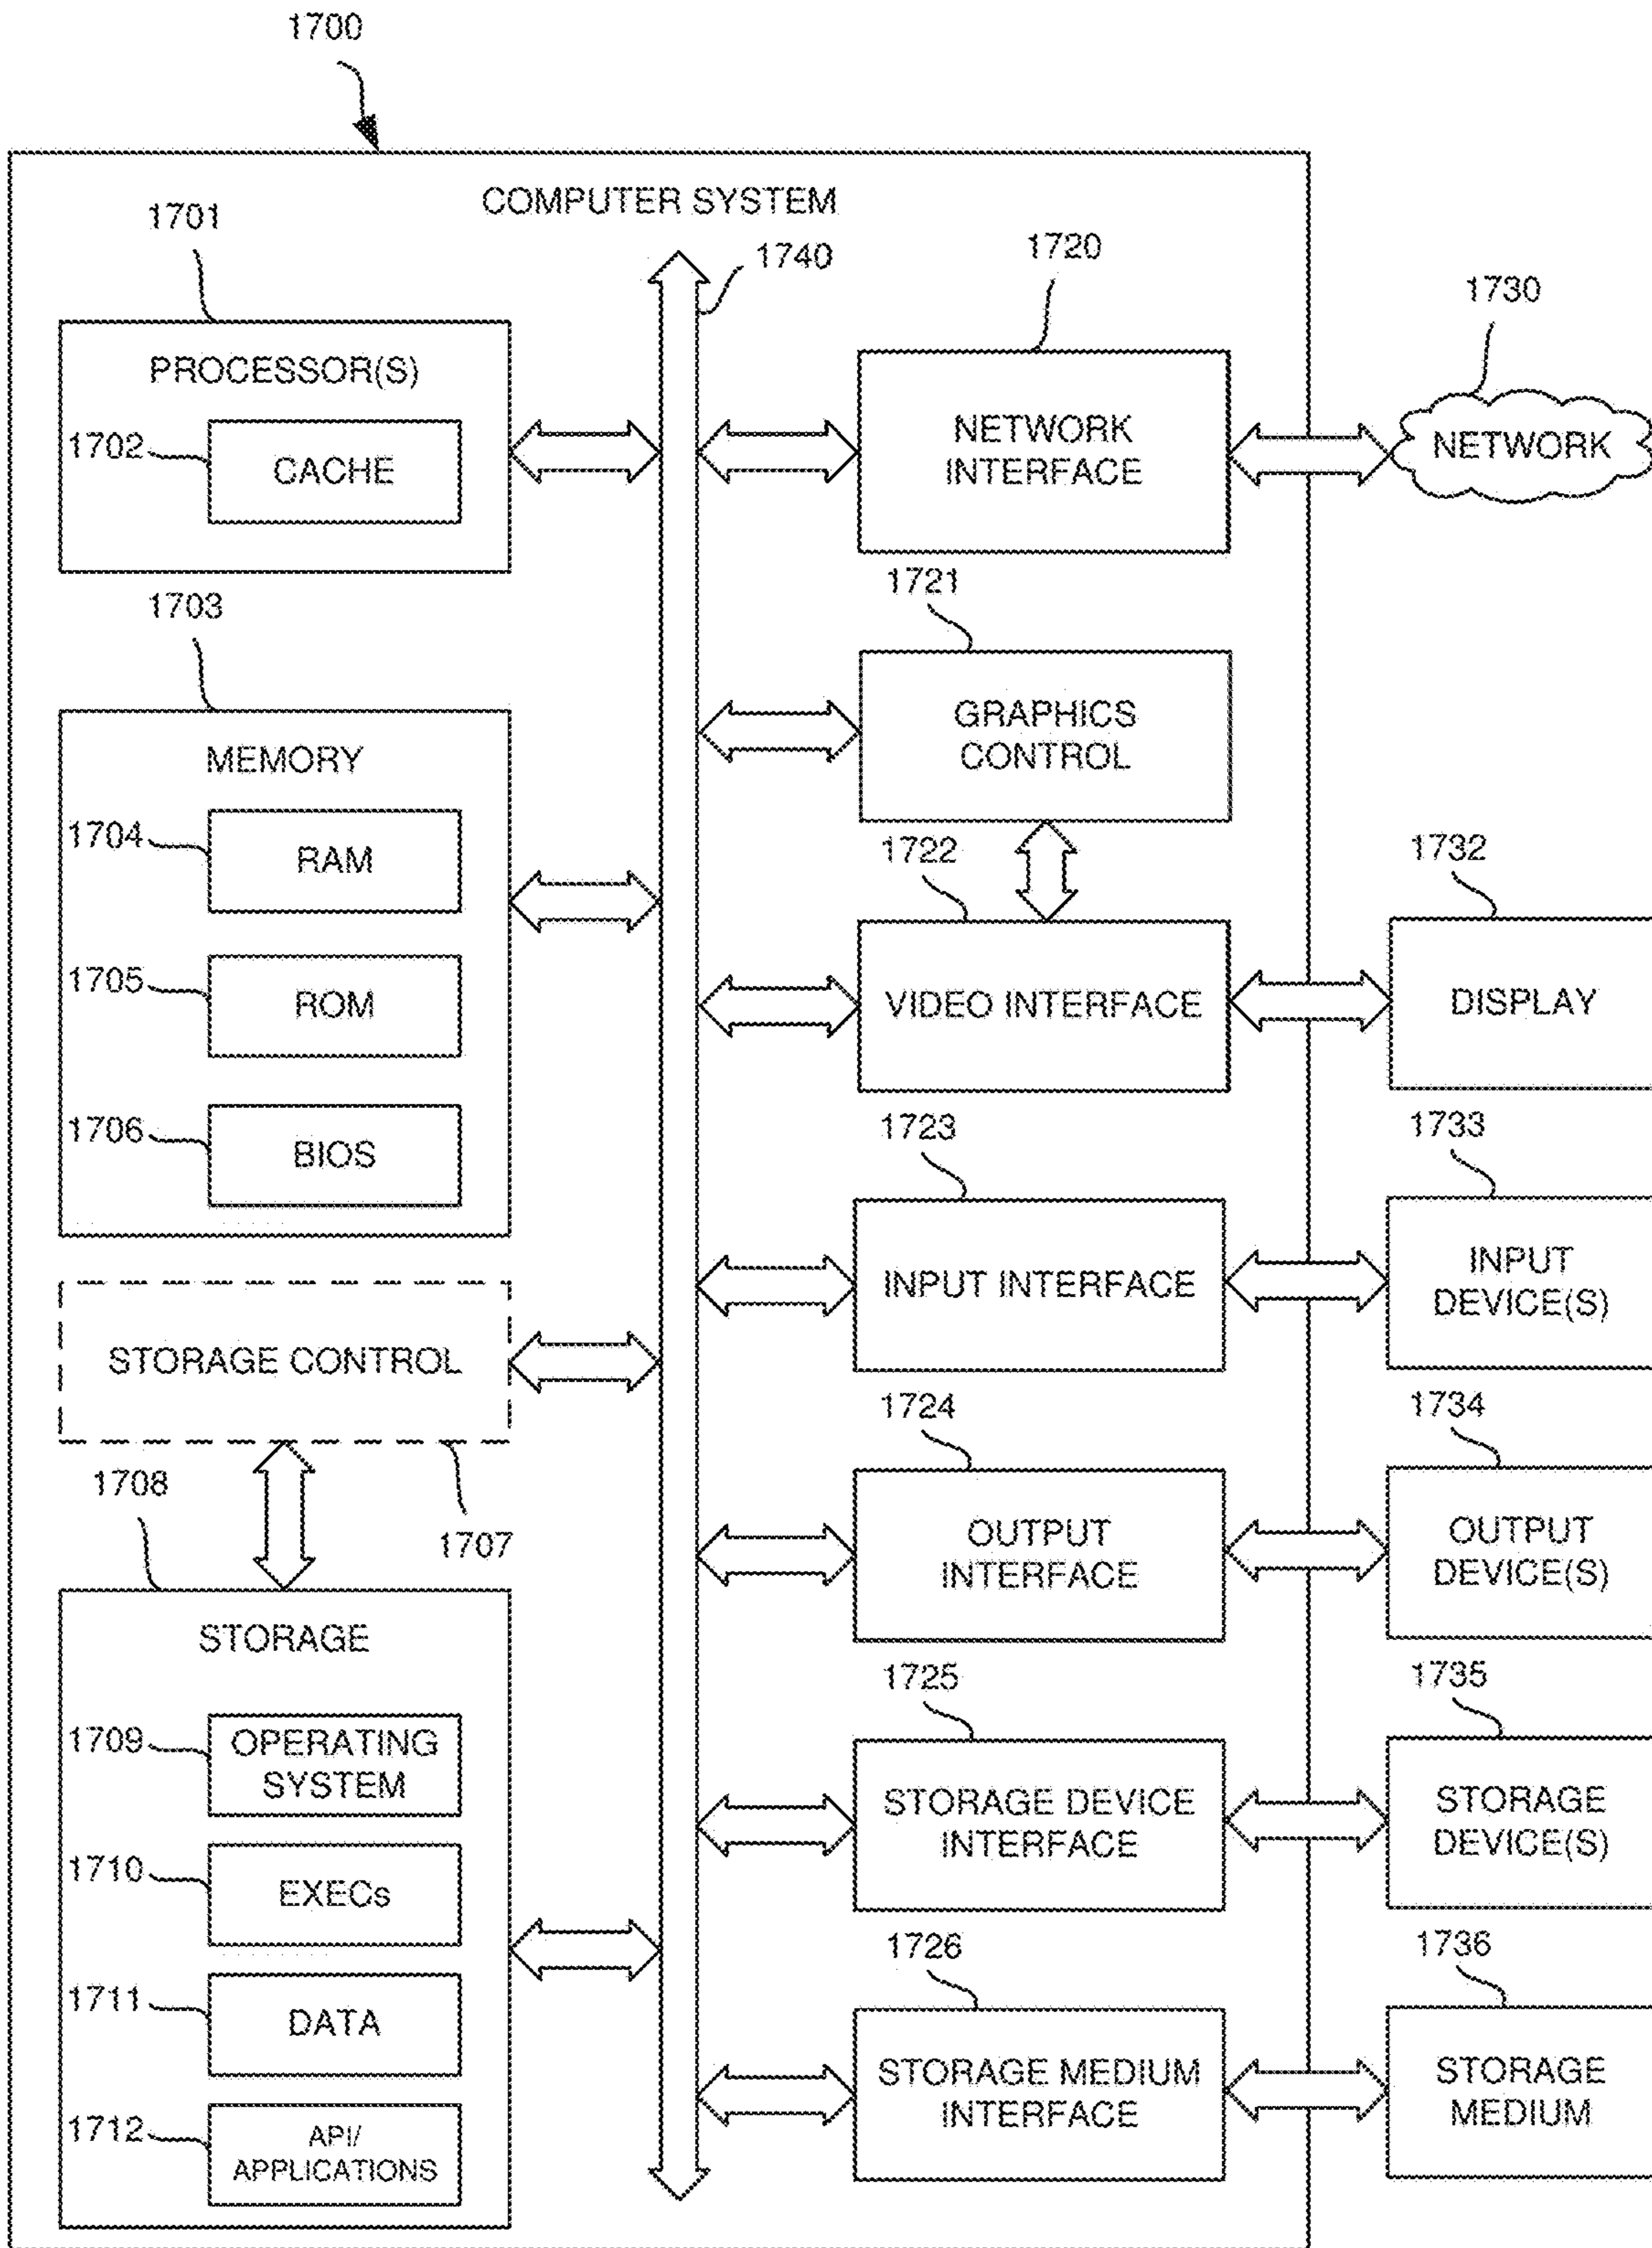 1700
COMPUTER SYSTEM
1701
1740
1720
1730
PROCESSOR(S)
1702
CACHE
NETWORK
INTERFACE
NETWORK
1703
1721
MEMORY
GRAPHICS
CONTROL
1704
RAM
1722
1732
1705
ROM
VIDEO INTERFACE
DISPLAY
1706
BIOS
1723
1733
INPUT INTERFACE
INPUT
DEVICE(S)
STORAGE CONTROL
1707
1724
1734
1708
OUTPUT
INTERFACE
OUTPUT
DEVICE(S)
STORAGE
1725
1735
1709
OPERATING
SYSTEM
STORAGE DEVICE
INTERFACE
STORAGE
DEVICE(S)
1710
EXECs
1726
1736
1711
DATA
STORAGE MEDIUM
INTERFACE
STORAGE
MEDIUM
1712
API/
APPLICATIONS